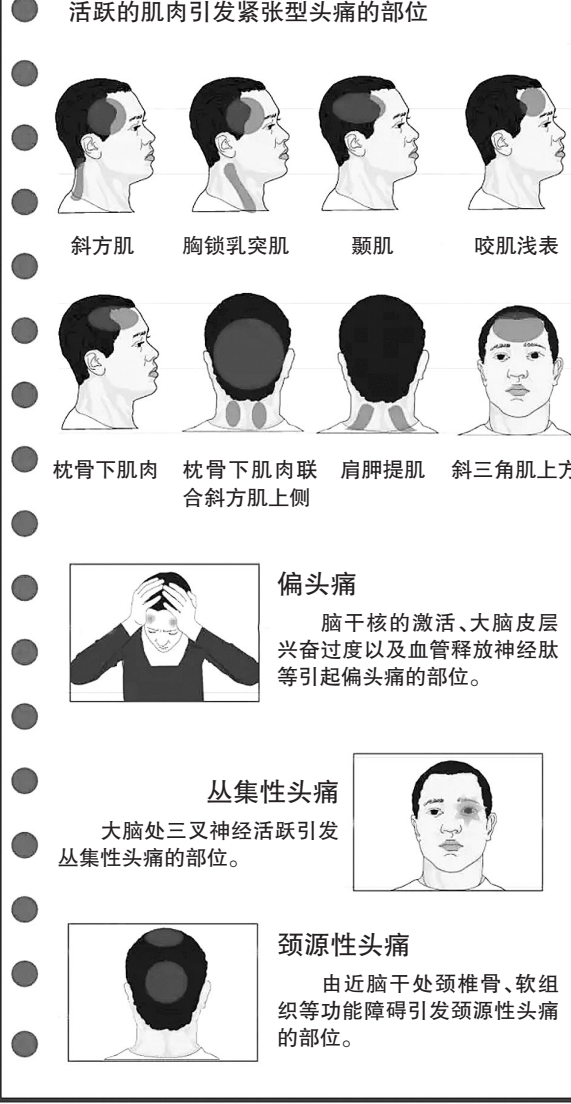 活跃的肌肉引发紧张型头痛的部位
斜方肌
胸锁乳突肌
颞肌
咬肌浅表
枕骨下肌肉
枕骨下肌肉联
合斜方肌上侧
肩胛提肌
斜三角肌上方
偏头痛
脑干核的激活、大脑皮层
兴奋过度以及血管释放神经肽
等引起偏头痛的部位。
丛集性头痛
大脑处三叉神经活跃引发
丛集性头痛的部位。
颈源性头痛
由近脑干处颈椎骨、软组
织等功能障碍引发颈源性头痛
的部位。